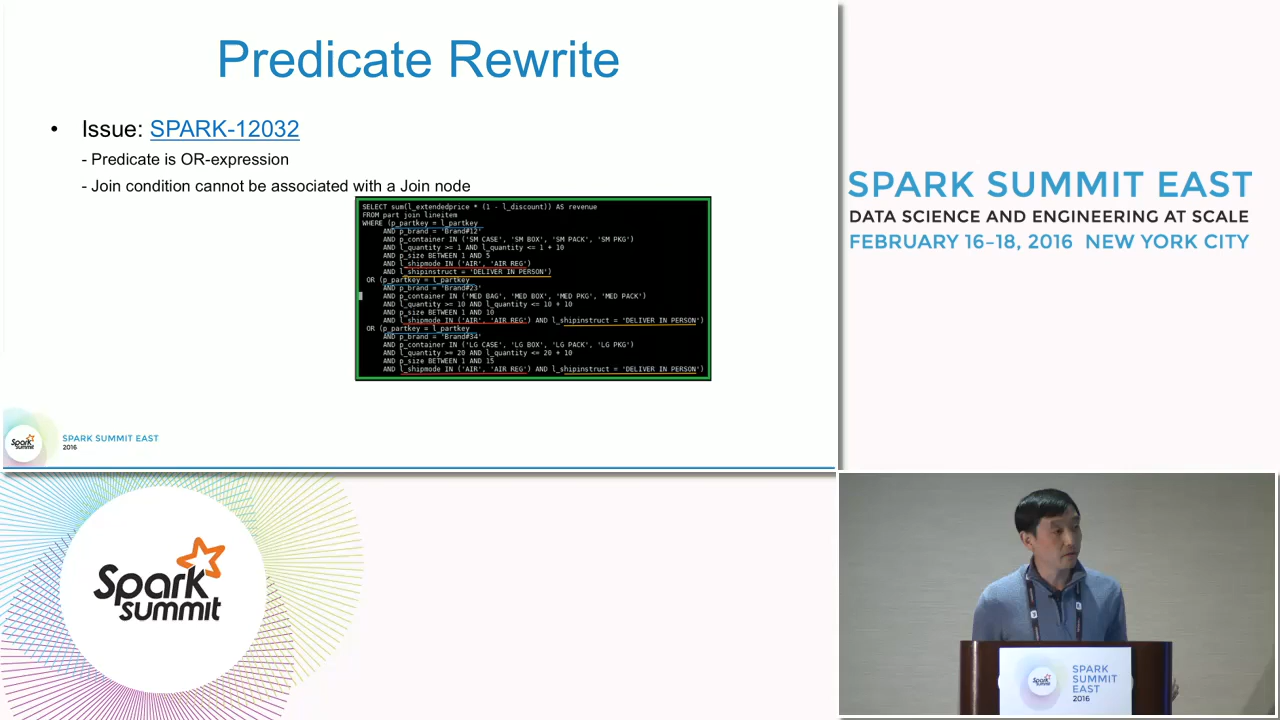 Predicate Rewrite
• Issue: SPARK-12032
- Predicate is OR-expression
- Join condition cannot be associated with a Join node
SELECT sum(l_extendedprice * (1 - l_discount)) AS revenue
FROM part join lineitem
WHERE (p_partkey = l_partkey
AND p_brand = 'Brand#12'
AND p_container IN ('SM CASE', 'SM BOX', 'SM PACK', 'SM PKG')
AND l_quantity >= 1 AND l_quantity <= 1 + 10
AND p_size BETWEEN 1 AND 5
AND l_shipmode IN ('AIR', 'AIR REG')
AND l_shipinstruct = 'DELIVER IN PERSON')
OR (p_partkey = l_partkey
AND p_brand = 'Brand#23'
AND p_container IN ('MED BAG', 'MED BOX', 'MED PKG', 'MED PACK')
AND l_quantity >= 10 AND l_quantity <= 10 + 10
AND p_size BETWEEN 1 AND 10
AND l_shipmode IN ('AIR', 'AIR REG') AND l_shipinstruct = 'DELIVER IN PERSON')
OR (p_partkey = l_partkey
AND p_brand = 'Brand#34'
AND p_container IN ('LG CASE', 'LG BOX', 'LG PACK', 'LG PKG')
AND l_quantity >= 20 AND l_quantity <= 20 + 10
AND p_size BETWEEN 1 AND 15
AND l_shipmode IN ('AIR', 'AIR REG') AND l_shipinstruct = 'DELIVER IN PERSON')
Spark
summit
SPARK SUMMIT EAST
2016
SPARK SUMMIT EAST
DATA SCIENCE AND ENGINEERING AT SCALE
FEBRUARY 16–18, 2016 NEW YORK CITY
Spark
summit
Spark
summit
SPARK
SUMMIT
EAST
2016